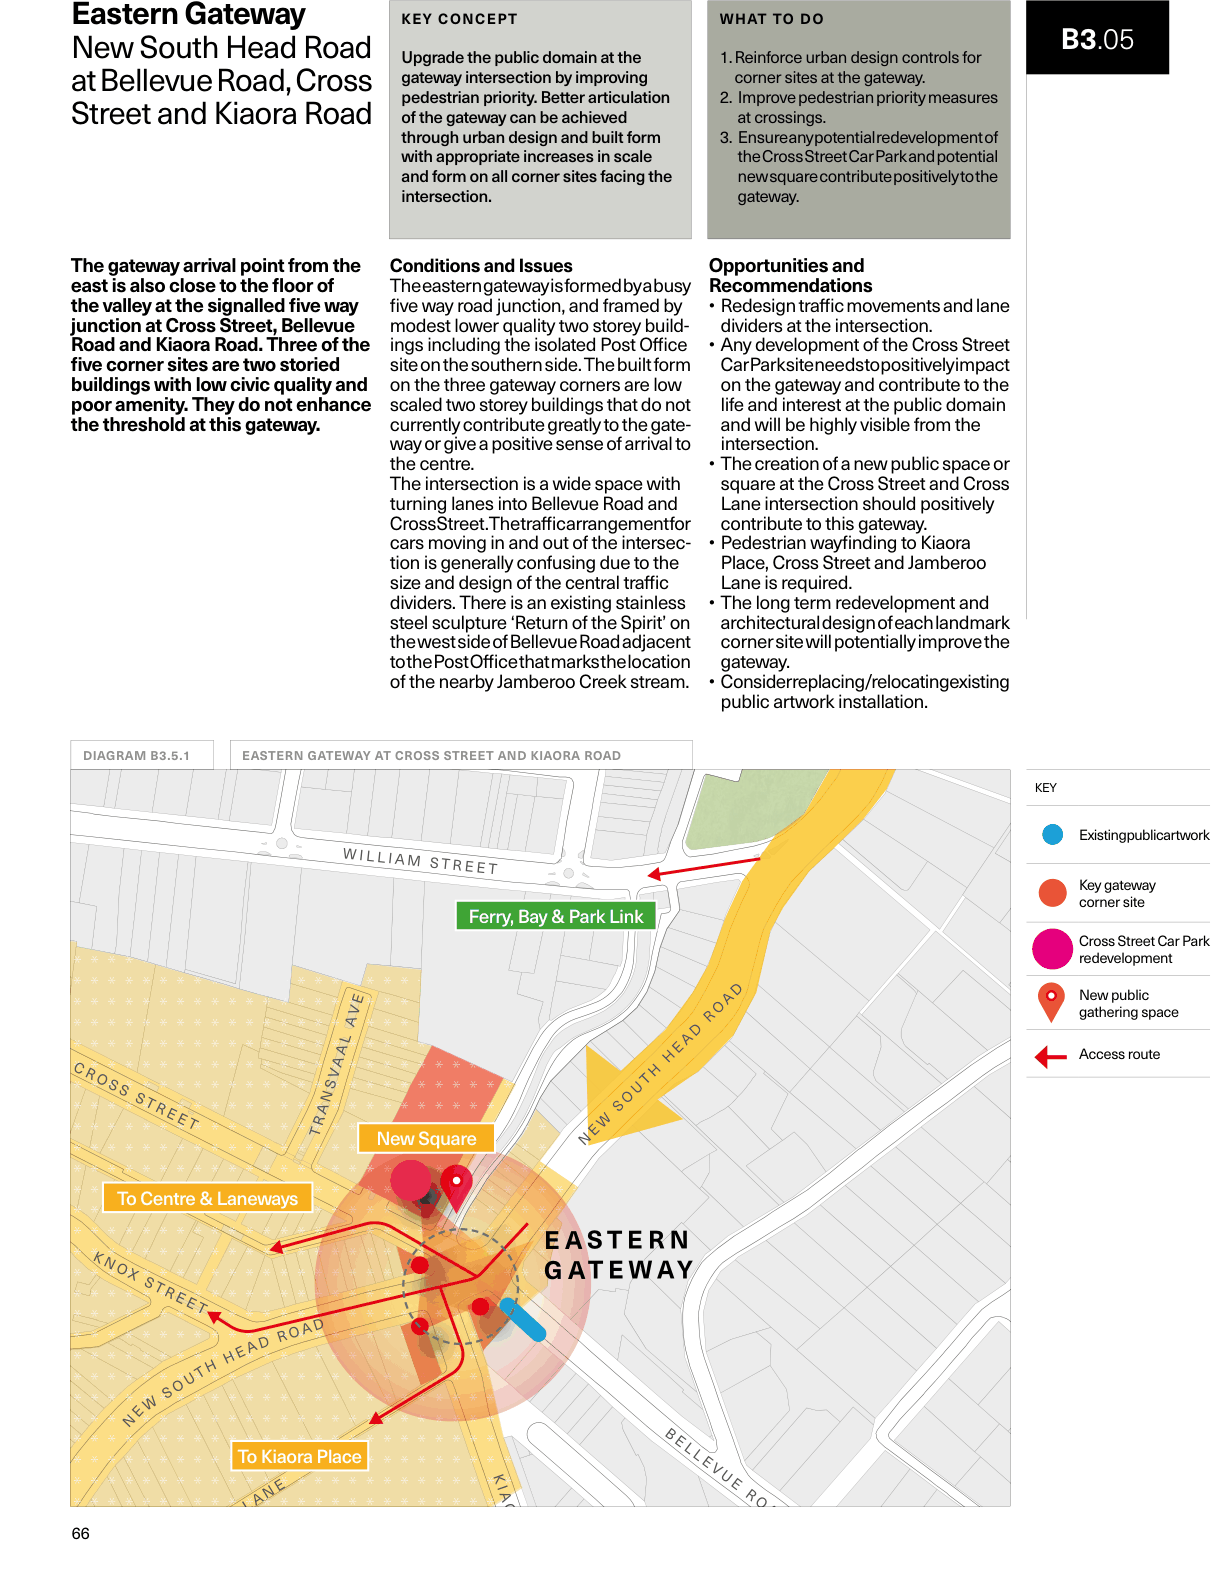 Eastern Gateway
New South Head Road
at Bellevue Road, Cross
Street and Kiaora Road
KEY CONCEPT
Upgrade the public domain at the
gateway intersection by improving
pedestrian priority. Better articulation
of the gateway can be achieved
through urban design and built form
with appropriate increases in scale
and form on all corner sites facing the
intersection.
WHAT TO DO
1. Reinforce urban design controls for
corner sites at the gateway.
2. Improve pedestrian priority measures
at crossings.
3. Ensure any potential redevelopment of
the Cross Street Car Park and potential
new square contribute positively to the
gateway.
B3.05
The gateway arrival point from the
east is also close to the floor of
the valley at the signalled five way
junction at Cross Street, Bellevue
Road and Kiaora Road. Three of the
five corner sites are two storied
buildings with low civic quality and
poor amenity. They do not enhance
the threshold at this gateway.
Conditions and Issues
The eastern gateway is formed by a busy
five way road junction, and framed by
modest lower quality two storey build-
ings including the isolated Post Office
site on the southern side. The built form
on the three gateway corners are low
scaled two storey buildings that do not
currently contribute greatly to the gate-
way or give a positive sense of arrival to
the centre.
The intersection is a wide space with
turning lanes into Bellevue Road and
Cross Street. The traffic arrangement for
cars moving in and out of the intersec-
tion is generally confusing due to the
size and design of the central traffic
dividers. There is an existing stainless
steel sculpture ‘Return of the Spirit’ on
the west side of Bellevue Road adjacent
to the Post Office that marks the location
of the nearby Jamberoo Creek stream.
Opportunities and
Recommendations
• Redesign traffic movements and lane
dividers at the intersection.
• Any development of the Cross Street
Car Park site needs to positively impact
on the gateway and contribute to the
life and interest at the public domain
and will be highly visible from the
intersection.
• The creation of a new public space or
square at the Cross Street and Cross
Lane intersection should positively
contribute to this gateway.
• Pedestrian wayfinding to Kiaora
Place, Cross Street and Jamberoo
Lane is required.
• The long term redevelopment and
architectural design of each landmark
corner site will potentially improve the
gateway.
• Consider replacing/relocating existing
public artwork installation.
DIAGRAM B3.5.1
EASTERN GATEWAY AT CROSS STREET AND KIAORA ROAD
WILLIAM STREET
Ferry, Bay & Park Link
NEW SOUTH HEAD ROAD
TRANSVAAL AVE
CROSS STREET
New Square
To Centre & Laneways
EASTERN
GATEWAY
KNOX STREET
NEW SOUTH HEAD ROAD
To Kiaora Place
LANE
KIAO
BELLEVUE ROA
KEY
Existing public artwork
Key gateway
corner site
Cross Street Car Park
redevelopment
New public
gathering space
Access route
66